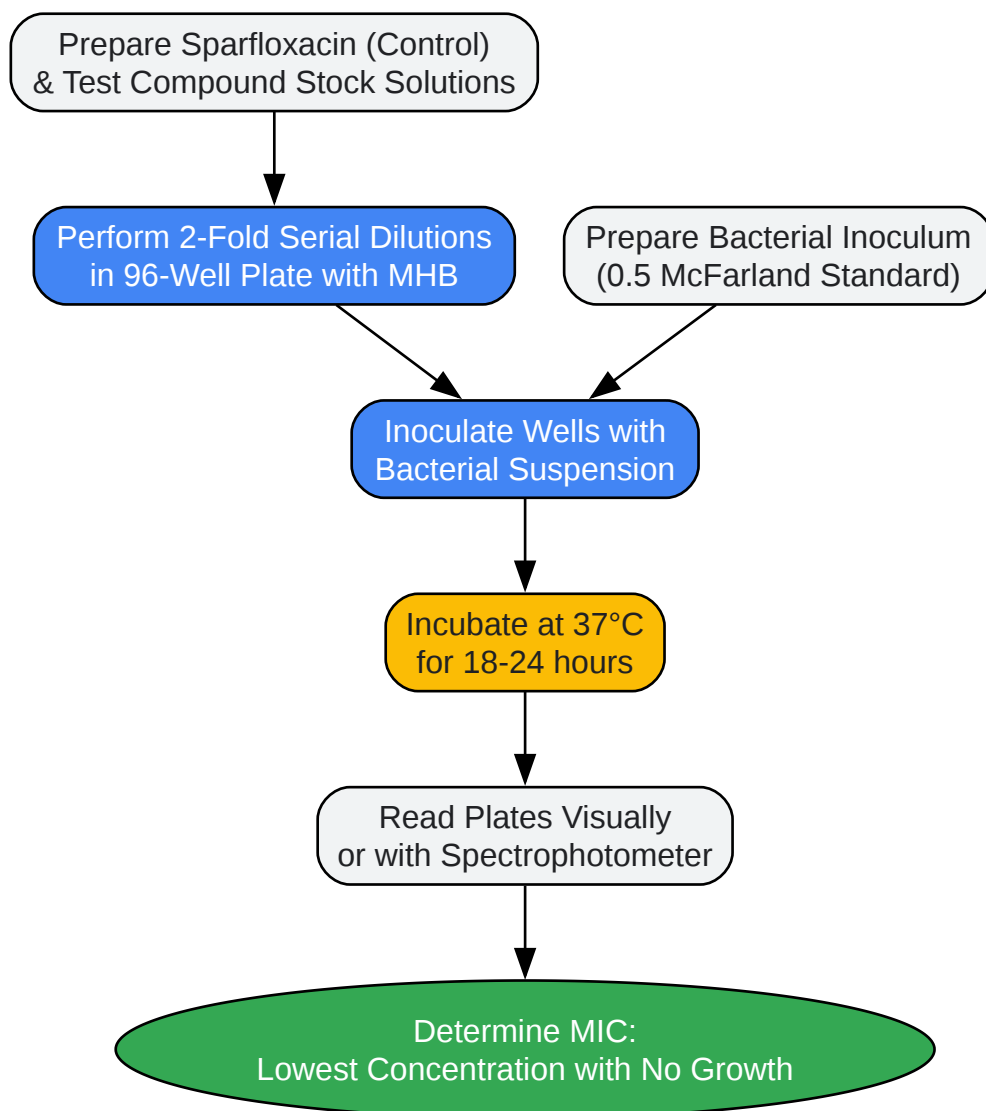 Prepare Sparfloxacin (Control)
& Test Compound Stock Solutions
Perform 2-Fold Serial Dilutions
in 96-Well Plate with MHB
Prepare Bacterial Inoculum
(0.5 McFarland Standard)
Inoculate Wells with
Bacterial Suspension
Incubate at 37°C
for 18-24 hours
Read Plates Visually
or with Spectrophotometer
Determine MIC:
Lowest Concentration with No Growth